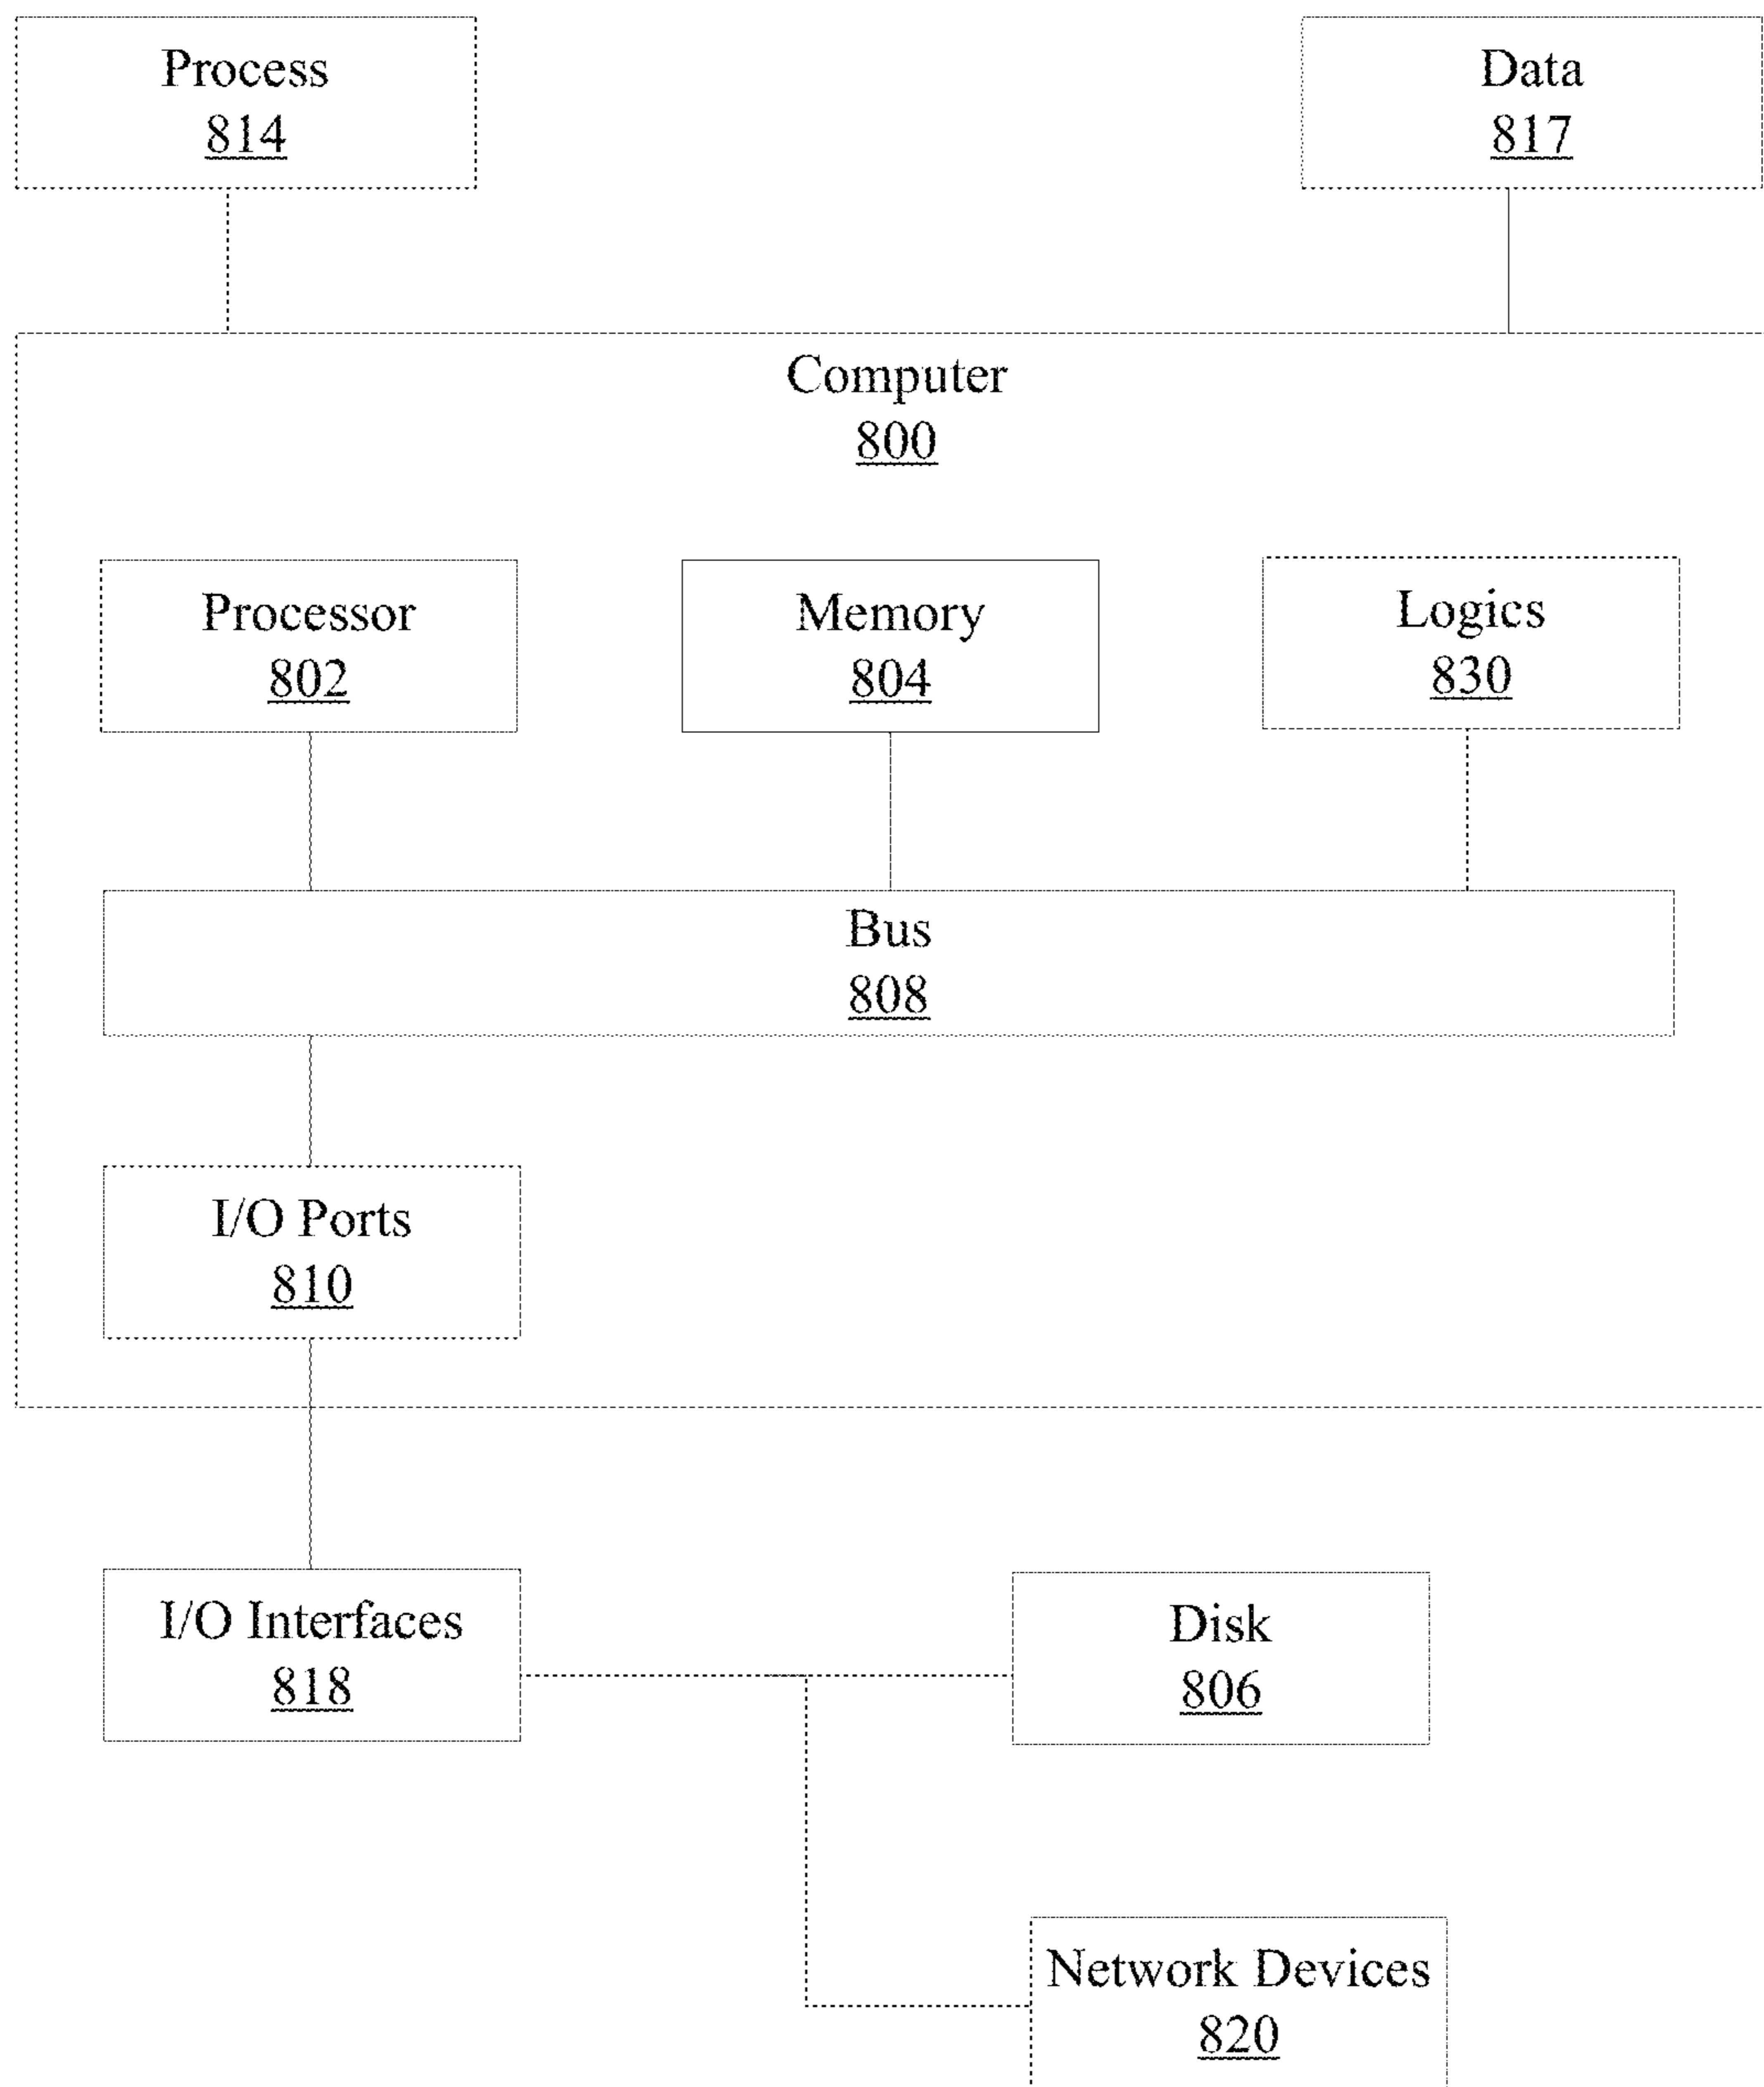 Process
814
Data
817
Computer
800
Processor
802
Memory
804
Logics
830
Bus
808
I/O Ports
810
I/O Interfaces
818
Disk
806
Network Devices
820